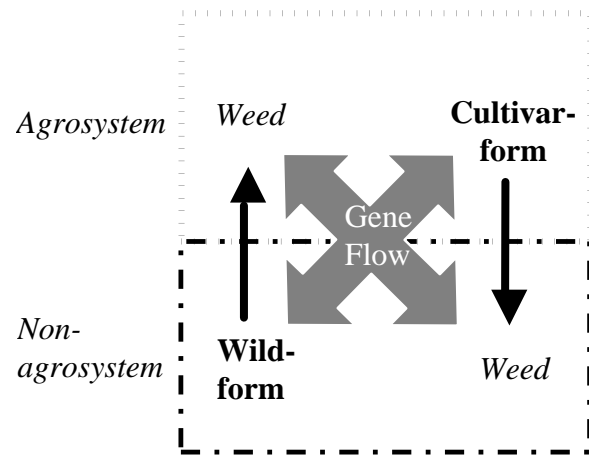 Agrosystem
Weed
Cultivar-
form
Gene
Flow
Non-
agrosystem
Wild-
form
Weed